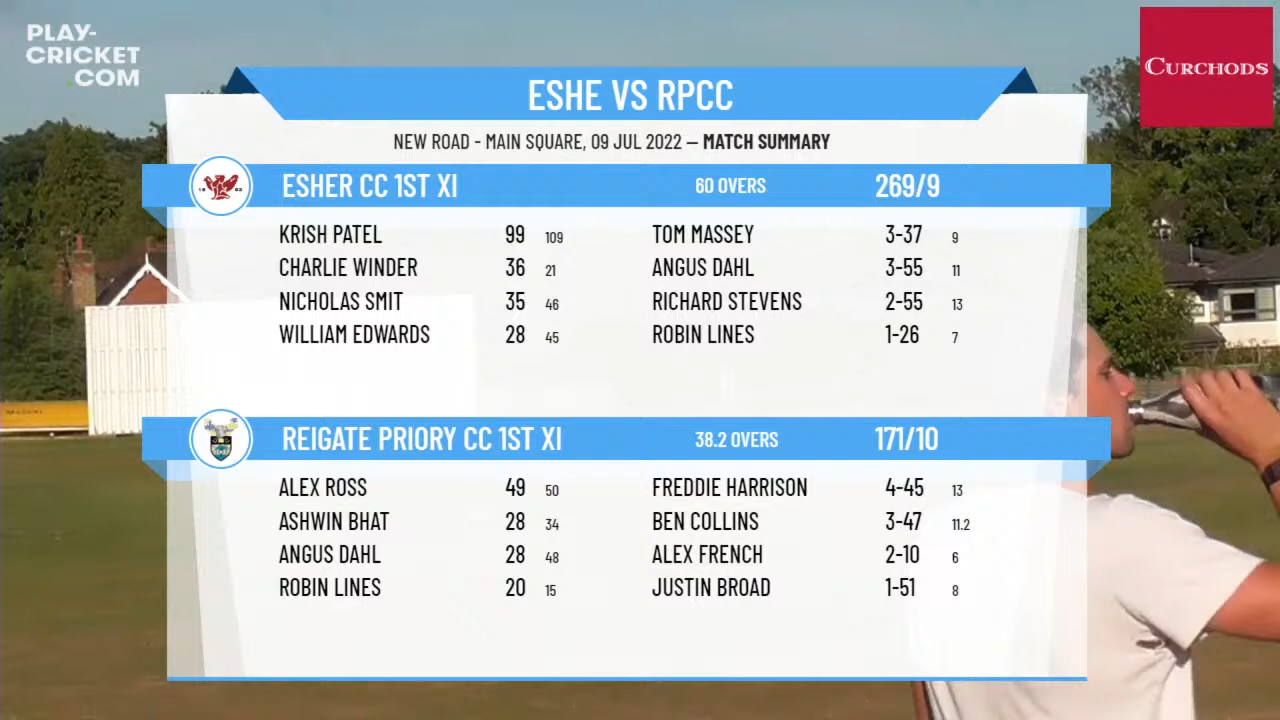 PLAY-
CRICKET
.COM
CURCHODS
ESHE VS RPCC
NEW ROAD - MAIN SQUARE, 09 JUL 2022 – MATCH SUMMARY
ESHER CC 1ST XI 60 OVERS 269/9
KRISH PATEL 99 109 TOM MASSEY 3-37 9
CHARLIE WINDER 36 21 ANGUS DAHL 3-55 11
NICHOLAS SMIT 35 46 RICHARD STEVENS 2-55 13
WILLIAM EDWARDS 28 45 ROBIN LINES 1-26 7
REIGATE PRIORY CC 1ST XI 38.2 OVERS 171/10
ALEX ROSS 49 50 FREDDIE HARRISON 4-45 13
ASHWIN BHAT 28 34 BEN COLLINS 3-47 11.2
ANGUS DAHL 28 48 ALEX FRENCH 2-10 6
ROBIN LINES 20 15 JUSTIN BROAD 1-51 8